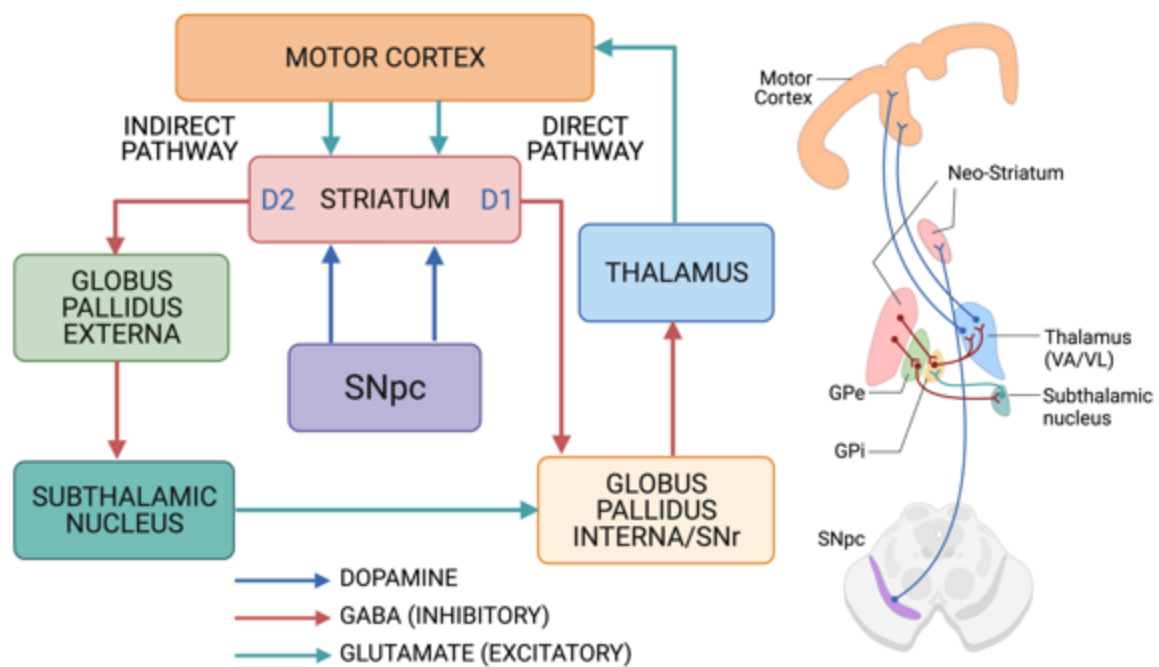 MOTOR CORTEX
INDIRECT
PATHWAY
DIRECT
PATHWAY
D2 STRIATUM D1
GLOBUS
PALLIDUS
EXTERNA
THALAMUS
SNpc
SUBTHALAMIC
NUCLEUS
GLOBUS
PALLIDUS
INTERNA/SNr
DOPAMINE
GABA (INHIBITORY)
GLUTAMATE (EXCITATORY)
Motor
Cortex
Neo-Striatum
Thalamus
(VA/VL)
GPe
Subthalamic
nucleus
GPi
SNpc